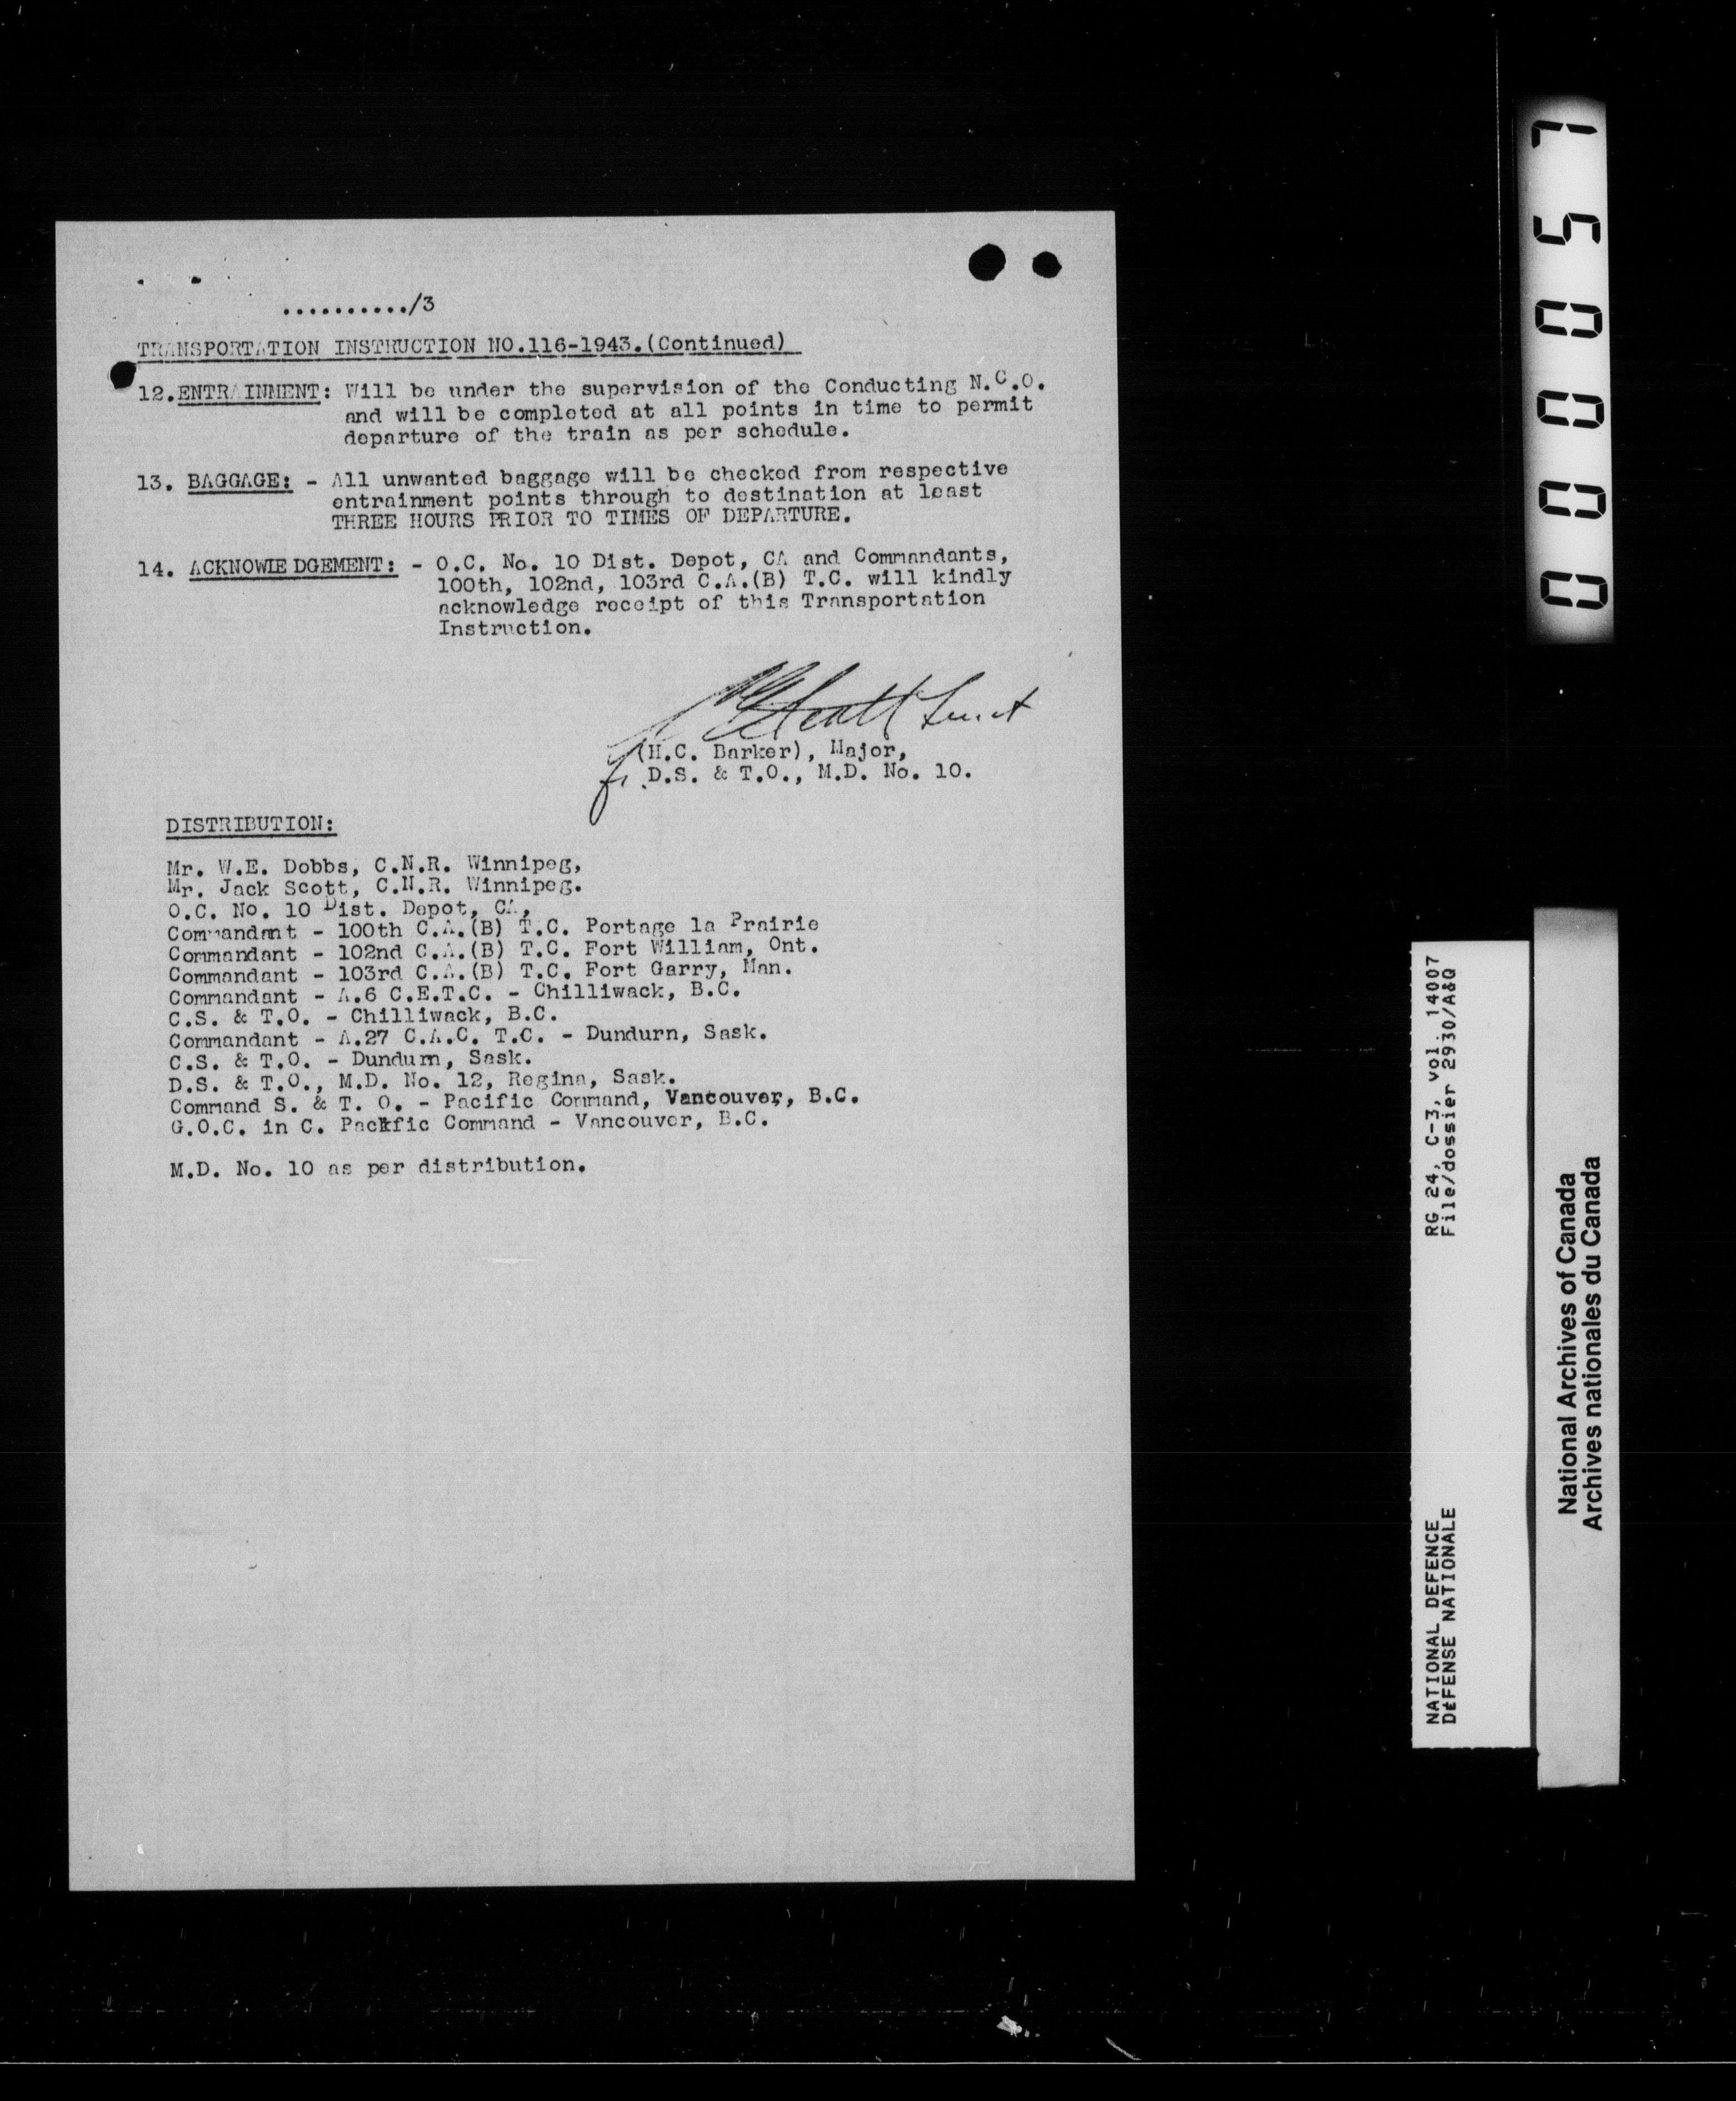 ........../3
TRANSPORTATION INSTRUCTION NO.116-1943.(Continued)
12.ENTRAINMENT: Will be under the supervision of the Conducting N.C.O.
and will be completed at all points in time to permit
departure of the train as per schedule.
13. BAGGAGE: - All unwanted baggage will be checked from respective
entrainment points through to destination at least
THREE HOURS PRIOR TO TIMES OF DEPARTURE.
14. ACKNOWLEDGEMENT: - O.C. No. 10 Dist. Depot, CA and Commandants,
100th, 102nd, 103rd C.A.(B) T.C. will kindly
acknowledge receipt of this Transportation
Instruction.
(H.C. Barker), Major,
D.S. & T.O., M.D. No. 10.
DISTRIBUTION:
Mr. W.E. Dobbs, C.N.R. Winnipeg,
Mr. Jack Scott, C.N.R. Winnipeg.
O.C. No. 10 Dist. Depot, CA,
Commandant - 100th C.A.(B) T.C. Portage la Prairie
Commandant - 102nd C.A.(B) T.C. Fort William, Ont.
Commandant - 103rd C.A.(B) T.C. Fort Garry, Man.
Commandant - A.6 C.E.T.C. - Chilliwack, B.C.
C.S. & T.O. - Chilliwack, B.C.
Commandant - A.27 C.A.C. T.C. - Dundurn, Sask.
C.S. & T.O. - Dundurn, Sask.
D.S. & T.O., M.D. No. 12, Regina, Sask.
Command S. & T. O. - Pacific Command, Vancouver, B.C.
G.O.C. in C. Pacific Command - Vancouver, B.C.
M.D. No. 10 as per distribution.
000057
RG 24, C-3, vol. 14007
File/dossier 2930/A&Q
NATIONAL DEFENCE
DÉFENSE NATIONALE
National Archives of Canada
Archives nationales du Canada